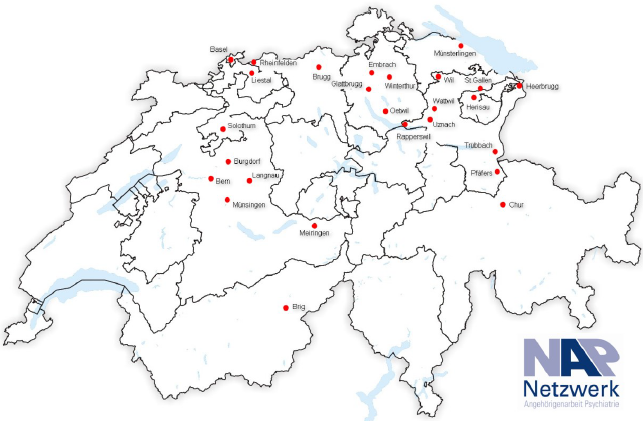 Münsterlingen
Basel
Rheinfelden
Liestal
Brugg
Embrach
Glattbrugg
Winterthur
Wil
St.Gallen
Heerbrugg
Herisau
Wattwil
Oetwil
Uznach
Rapperswil
Solothurn
Trübbach
Burgdorf
Bern
Langnau
Pfäfers
Münsingen
Chur
Meiringen
Brig
NAP
Netzwerk
Angehörigenarbeit Psychiatrie